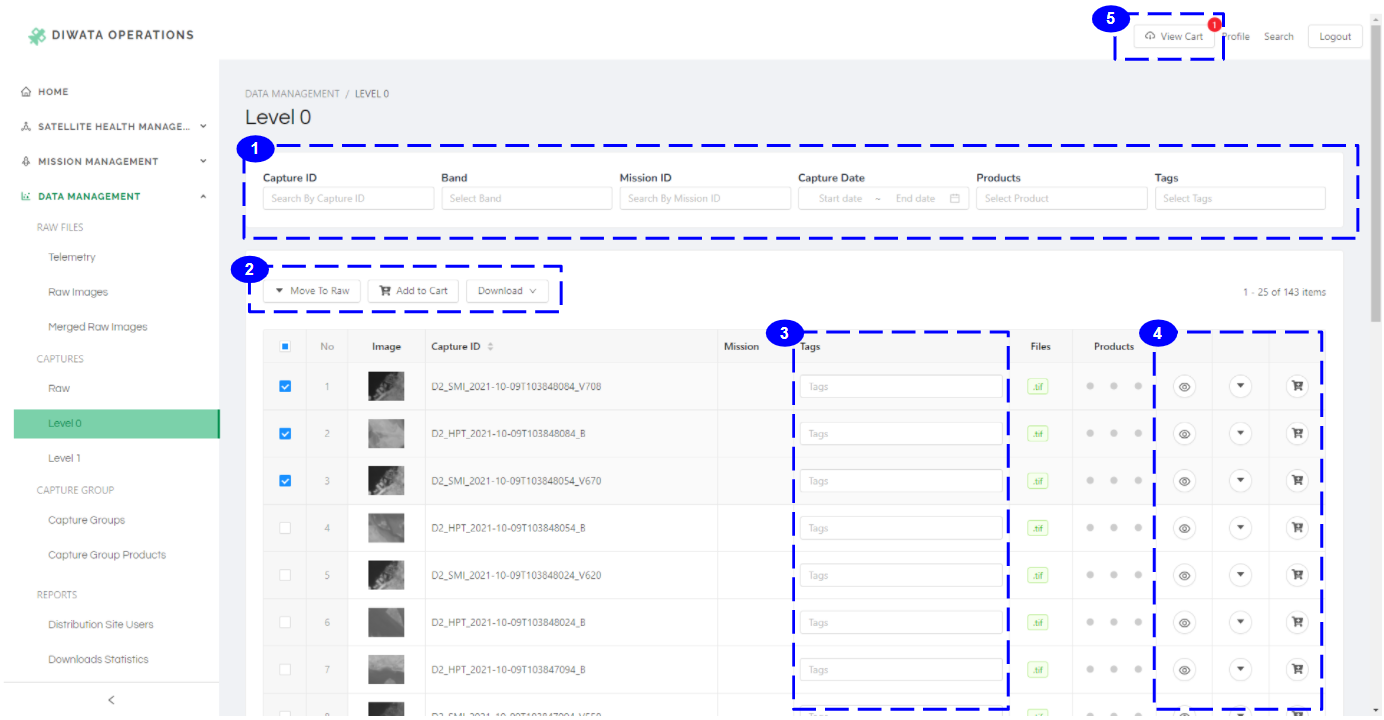 5
DIWATA OPERATIONS
View Cart
1
Profile
Search
Logout
HOME
SATELLITE HEALTH MANAGE...
MISSION MANAGEMENT
DATA MANAGEMENT
RAW FILES
Telemetry
Raw Images
Merged Raw Images
CAPTURES
Raw
Level 0
Level 1
CAPTURE GROUP
Capture Groups
Capture Group Products
REPORTS
Distribution Site Users
Downloads Statistics
DATA MANAGEMENT / LEVEL 0
Level 0
1
Capture ID Band Mission ID Capture Date Products Tags
Search By Capture ID Select Band Search By Mission ID Start date ~ End date Select Product Select Tags
2
Move To Raw Add to Cart Download
1 - 25 of 143 items
3
4
No Image Capture ID Mission Tags Files Products
1 D2_SMI_2021-10-09T103848084_V708 Tags .tif
2 D2_HPT_2021-10-09T103848084_B Tags .tif
3 D2_SMI_2021-10-09T103848054_V670 Tags .tif
4 D2_HPT_2021-10-09T103848054_B Tags .tif
5 D2_SMI_2021-10-09T103848024_V620 Tags .tif
6 D2_HPT_2021-10-09T103848024_B Tags .tif
7 D2_HPT_2021-10-09T103847094_B Tags .tif